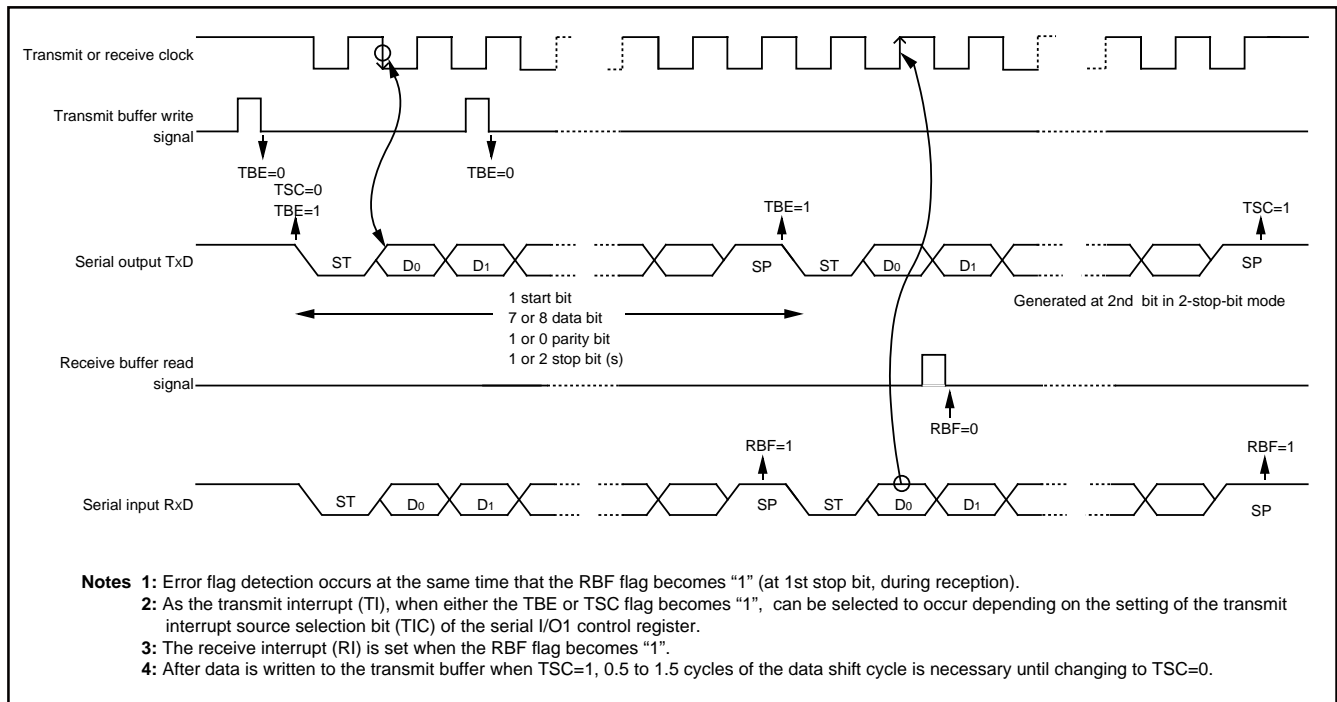 Transmit or receive clock
Transmit buffer write
signal
TBE=0
TBE=0
TSC=0
TBE=1
TBE=1
TSC=1
Serial output TxD
ST
D0
D1
SP
ST
D0
D1
SP
1 start bit
7 or 8 data bit
1 or 0 parity bit
1 or 2 stop bit (s)
Generated at 2nd bit in 2-stop-bit mode
Receive buffer read
signal
RBF=0
RBF=1
RBF=1
Serial input RxD
ST
D0
D1
SP
ST
D0
D1
SP
Notes 1: Error flag detection occurs at the same time that the RBF flag becomes “1” (at 1st stop bit, during reception).
2: As the transmit interrupt (TI), when either the TBE or TSC flag becomes “1”, can be selected to occur depending on the setting of the transmit
interrupt source selection bit (TIC) of the serial I/O1 control register.
3: The receive interrupt (RI) is set when the RBF flag becomes “1”.
4: After data is written to the transmit buffer when TSC=1, 0.5 to 1.5 cycles of the data shift cycle is necessary until changing to TSC=0.